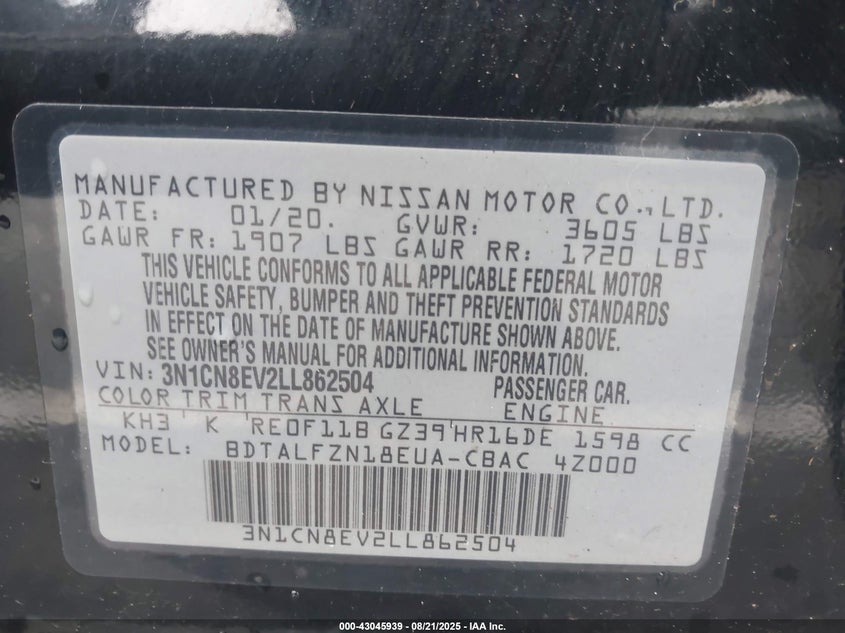 MANUFACTURED BY NISSAN MOTOR CO.,LTD.
DATE: 01/20. GVWR: 3605 LBS
GAWR FR: 1907 LBS GAWR RR: 1720 LBS
THIS VEHICLE CONFORMS TO ALL APPLICABLE FEDERAL MOTOR
VEHICLE SAFETY, BUMPER AND THEFT PREVENTION STANDARDS
IN EFFECT ON THE DATE OF MANUFACTURE SHOWN ABOVE.
SEE OWNER'S MANUAL FOR ADDITIONAL INFORMATION.
VIN: 3N1CN8EV2LL862504 PASSENGER CAR.
COLOR TRIM TRANS AXLE ENGINE
KH3 K RE0F11B GZ39 HR16DE 1598 CC
MODEL: BDTALFZN18EUA-CBAC 4Z000
3N1CN8EV2LL862504
000-43045939 - 08/21/2025 - IAA Inc.